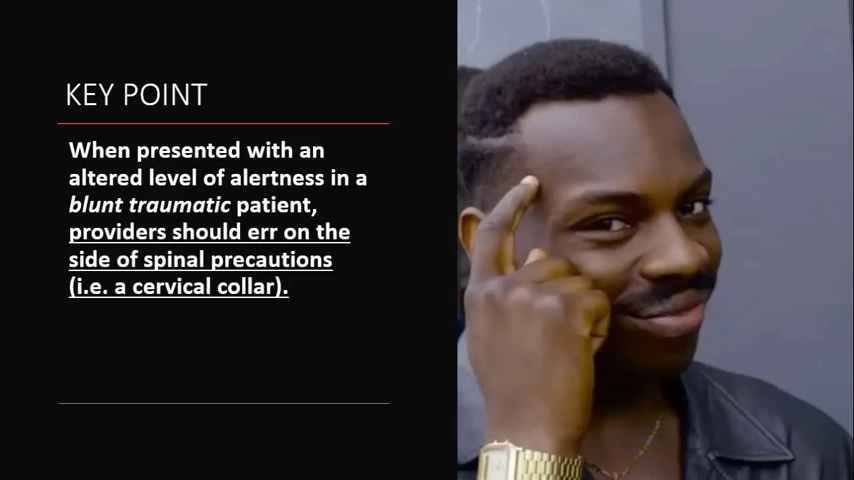 KEY POINT
When presented with an
altered level of alertness in a
blunt traumatic patient,
providers should err on the
side of spinal precautions
(i.e. a cervical collar).